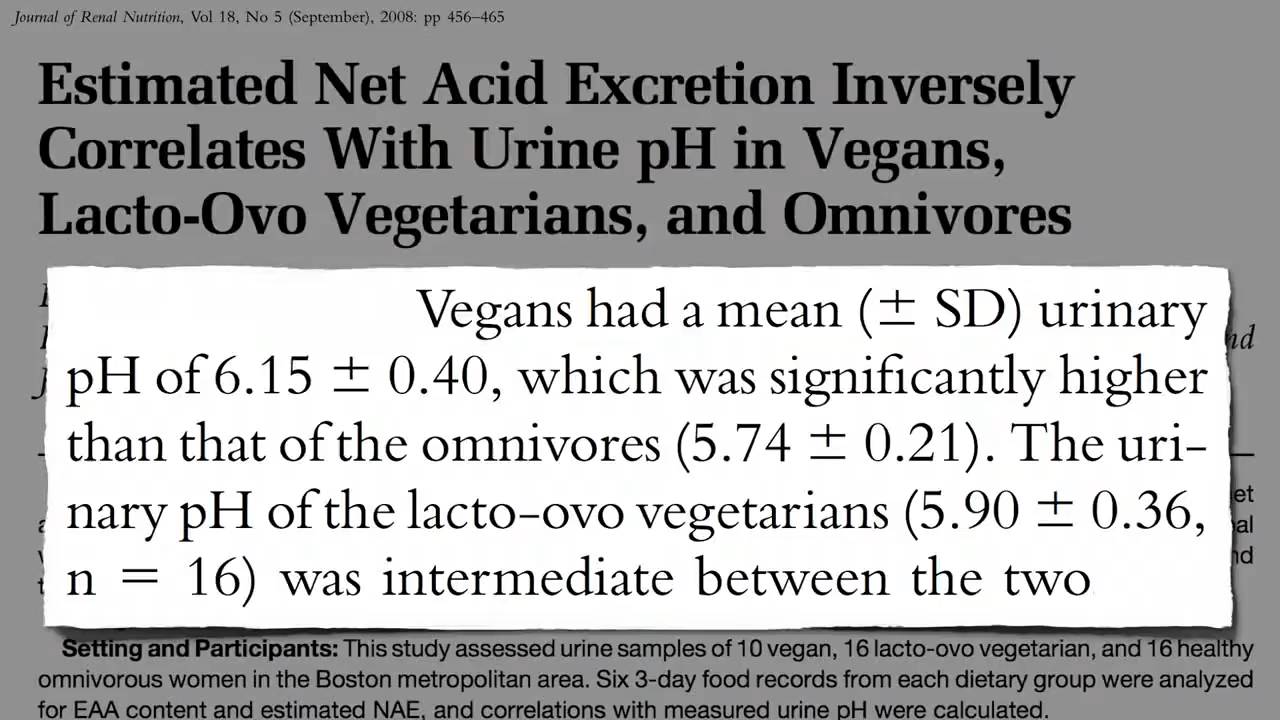 Journal of Renal Nutrition, Vol 18, No 5 (September), 2008: pp 456–465
Estimated Net Acid Excretion Inversely
Correlates With Urine pH in Vegans,
Lacto-Ovo Vegetarians, and Omnivores
Vegans had a mean (± SD) urinary
pH of 6.15 ± 0.40, which was significantly higher
than that of the omnivores (5.74 ± 0.21). The uri-
nary pH of the lacto-ovo vegetarians (5.90 ± 0.36,
n = 16) was intermediate between the two
Setting and Participants: This study assessed urine samples of 10 vegan, 16 lacto-ovo vegetarian, and 16 healthy
omnivorous women in the Boston metropolitan area. Six 3-day food records from each dietary group were analyzed
for EAA content and estimated NAE, and correlations with measured urine pH were calculated.